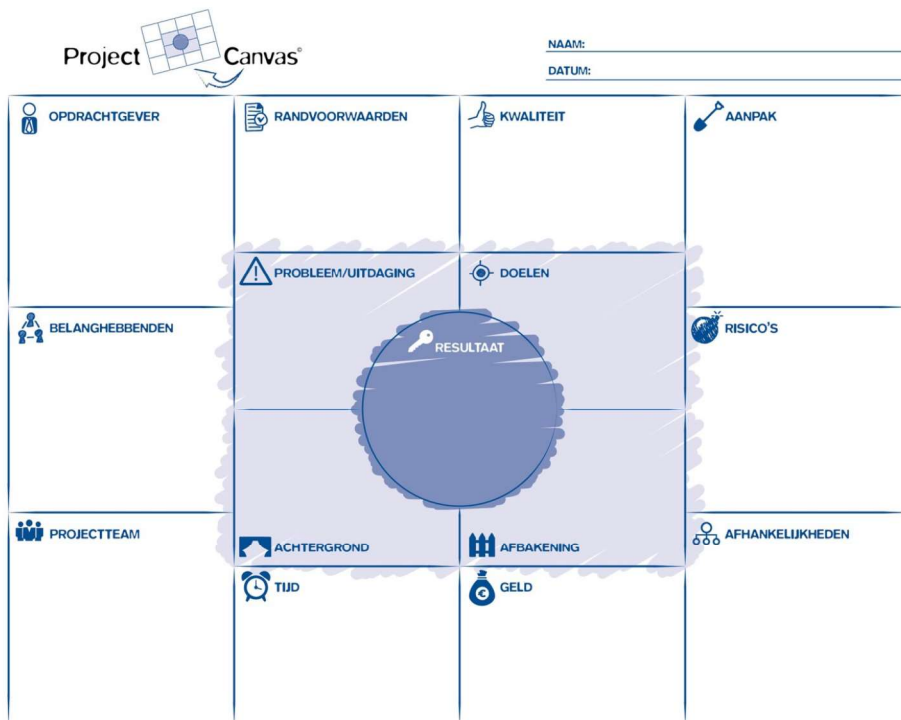 Project Canvas©
NAAM:
DATUM:
OPDRACHTGEVER
RANDVOORWAARDEN
KWALITEIT
AANPAK
PROBLEEM/UITDAGING
DOELEN
BELANGHEBBENDEN
RESULTAAT
RISICO'S
PROJECTTEAM
ACHTERGROND
AFBAKENING
AFHANKELIJKHEDEN
TIJD
GELD